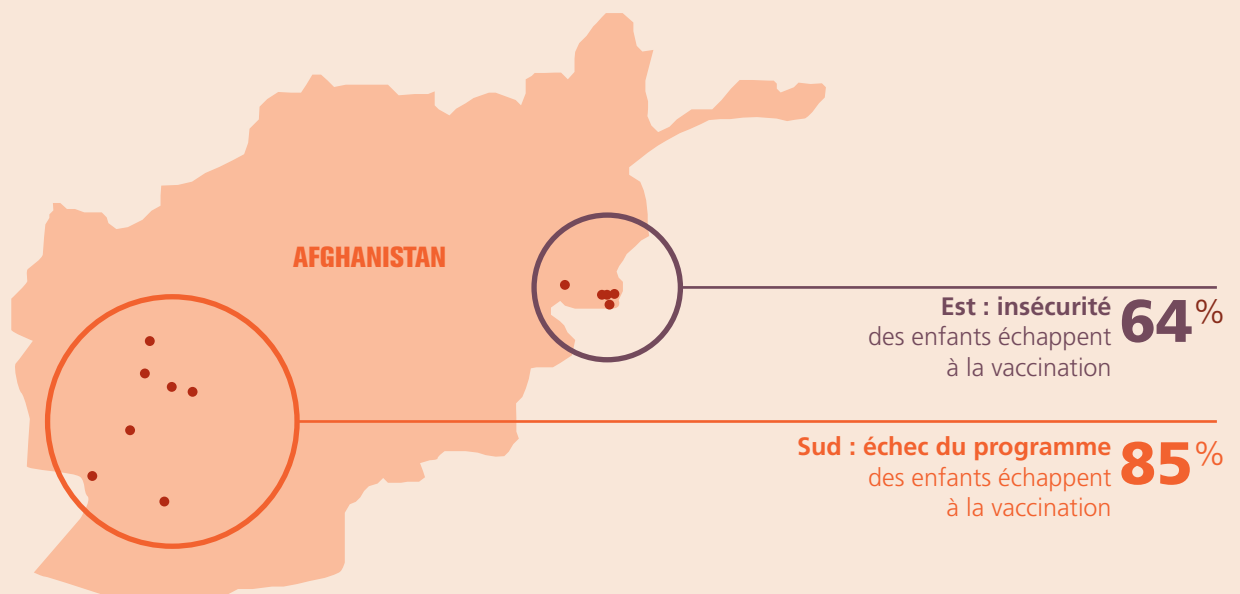 AFGHANISTAN
Est : insécurité
des enfants échappent
à la vaccination
64%
Sud : échec du programme
des enfants échappent
à la vaccination
85%